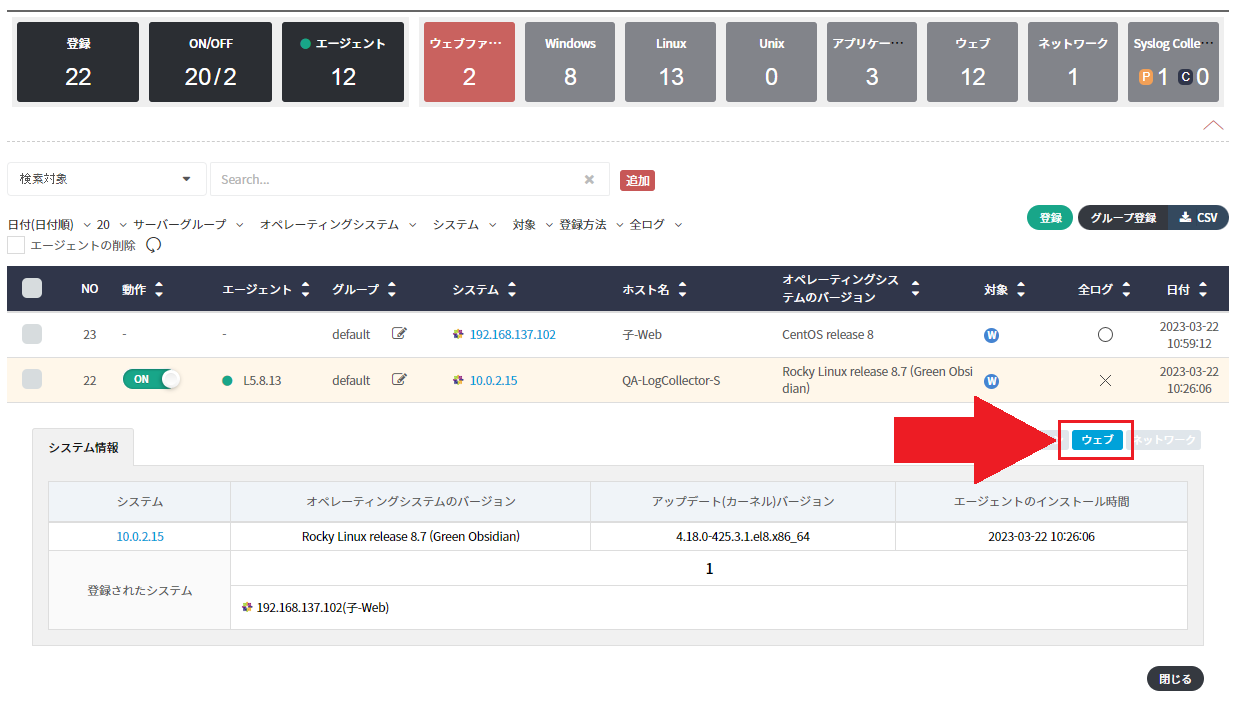 登録
22
ON/OFF
20/2
エージェント
12
ウェブファ···
2
Windows
8
Linux
13
Unix
0
アプリケー···
3
ウェブ
12
ネットワーク
1
Syslog Colle···
P 1 C 0
検索対象
Search...
追加
日付(日付順) 20 サーバーグループ オペレーティングシステム システム 対象 登録方法 全ログ
登録 グループ登録 CSV
エージェントの削除
NO 動作 エージェント グループ システム ホスト名 オペレーティングシス
テムのバージョン 対象 全ログ 日付
23 - - default 192.168.137.102 子-Web CentOS release 8 W 2023-03-22
10:59:12
22 ON L5.8.13 default 10.0.2.15 QA-LogCollector-S Rocky Linux release 8.7 (Green Obsi
dian) W 2023-03-22
10:26:06
システム情報
ウェブ
ネットワーク
システム オペレーティングシステムのバージョン アップデート(カーネル)バージョン エージェントのインストール時間
10.0.2.15 Rocky Linux release 8.7 (Green Obsidian) 4.18.0-425.3.1.el8.x86_64 2023-03-22 10:26:06
登録されたシステム
1
192.168.137.102(子-Web)
閉じる